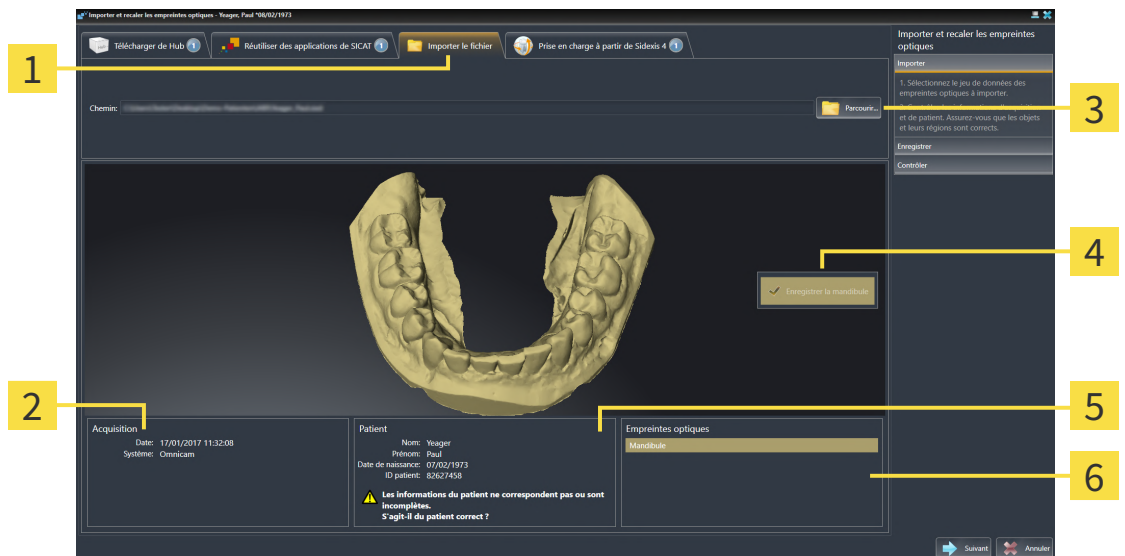 Importer et recaler les empreintes optiques - Yeager, Paul *08/02/1973
Télécharger de Hub 1
Réutiliser des applications de SICAT 1
Importer le fichier
Prise en charge à partir de Sidexis 4 1
Importer et recaler les empreintes
optiques
Importer
1. Sélectionnez le jeu de données des
empreintes optiques à importer.
et de patient. Assurez-vous que les objets
et leurs régions sont corrects.
Enregistrer
Contrôler
1
Chemin:
Parcourir...
3
4
Enregistrer la mandibule
2
Acquisition
Date: 17/01/2017 11:32:08
Système: Omnicam
Patient
Nom: Yeager
Prénom: Paul
Date de naissance: 07/02/1973
ID patient: 82627458
Les informations du patient ne correspondent pas ou sont
incomplètes.
S'agit-il du patient correct ?
5
Empreintes optiques
Mandibule
6
Suivant
Annuler